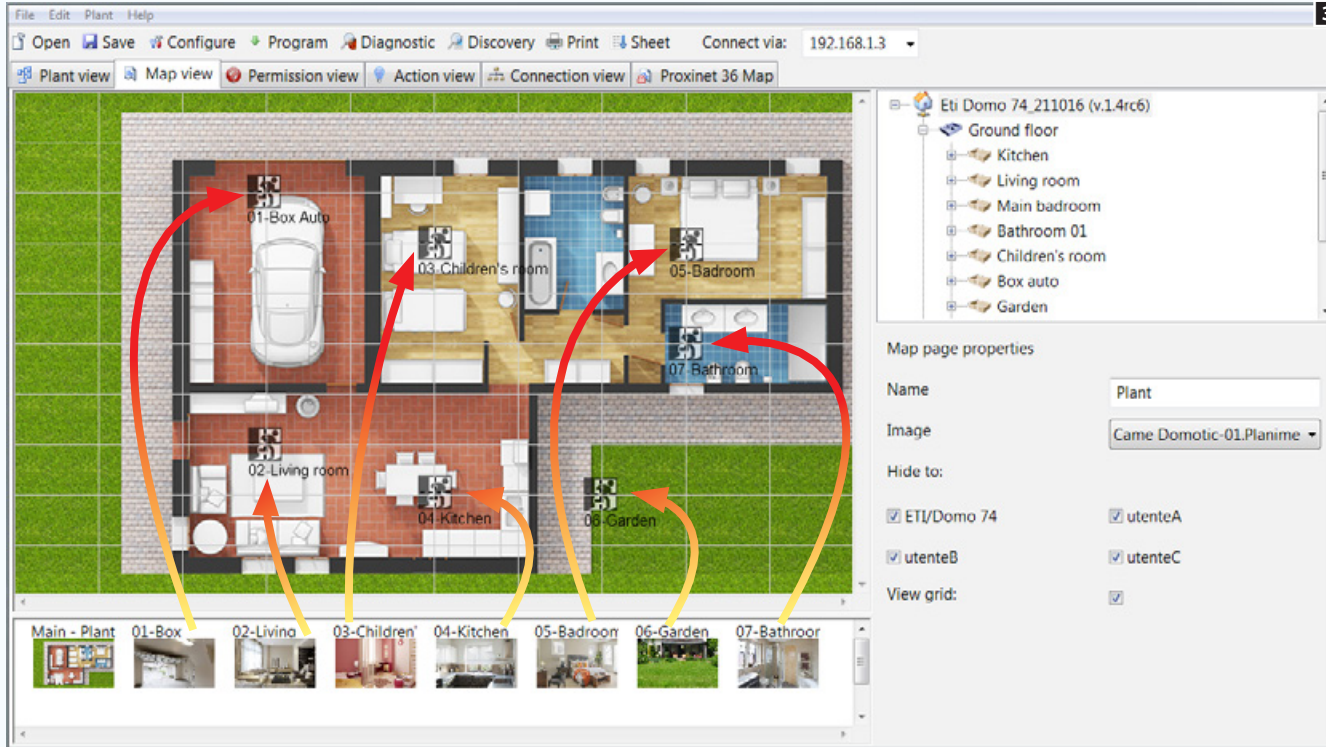 File Edit Plant Help
3
Open Save Configure Program Diagnostic Discovery Print Sheet Connect via: 192.168.1.3
Plant view Map view Permission view Action view Connection view Proxinet 36 Map
01-Box Auto
03-Children's room
05-Badroom
07-Bathroom
02-Living room
04-Kitchen
06-Garden
Main - Plant 01-Box 02-Living 03-Children' 04-Kitchen 05-Badroom 06-Garden 07-Bathroor
Eti Domo 74_211016 (v.1.4rc6)
Ground floor
Kitchen
Living room
Main badroom
Bathroom 01
Children's room
Box auto
Garden
Map page properties
Name Plant
Image Came Domotic-01.Planime
Hide to:
ETI/Domo 74 utenteA
utenteB utenteC
View grid: